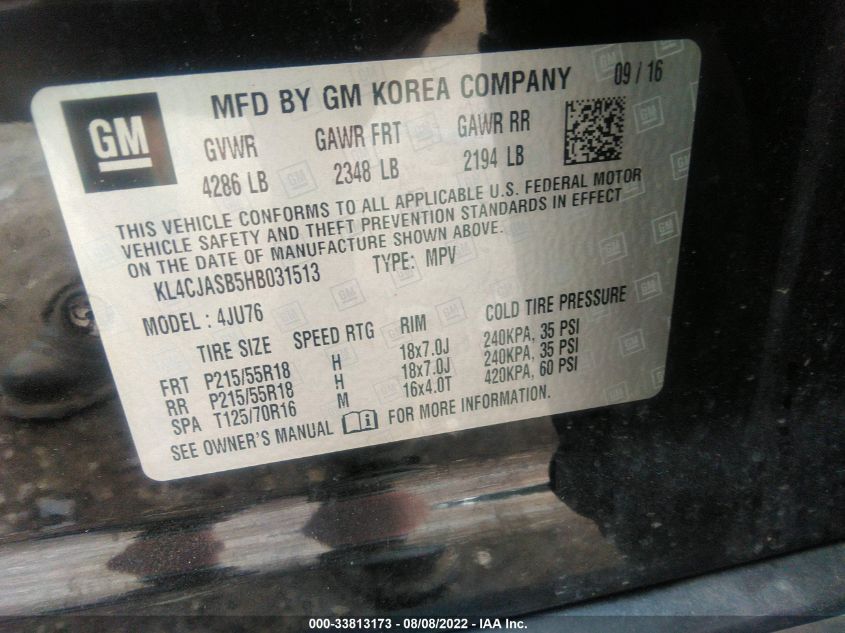 GM
MFD BY GM KOREA COMPANY 09 / 16
GVWR GAWR FRT GAWR RR
4286 LB 2348 LB 2194 LB
THIS VEHICLE CONFORMS TO ALL APPLICABLE U.S. FEDERAL MOTOR
VEHICLE SAFETY AND THEFT PREVENTION STANDARDS IN EFFECT
ON THE DATE OF MANUFACTURE SHOWN ABOVE.
KL4CJASB5HB031513 TYPE: MPV
MODEL : 4JU76
TIRE SIZE SPEED RTG RIM COLD TIRE PRESSURE
FRT P215/55R18 H 18x7.0J 240KPA, 35 PSI
RR P215/55R18 H 18x7.0J 240KPA, 35 PSI
SPA T125/70R16 M 16x4.0T 420KPA, 60 PSI
SEE OWNER'S MANUAL FOR MORE INFORMATION.
000-33813173 - 08/08/2022 - IAA Inc.